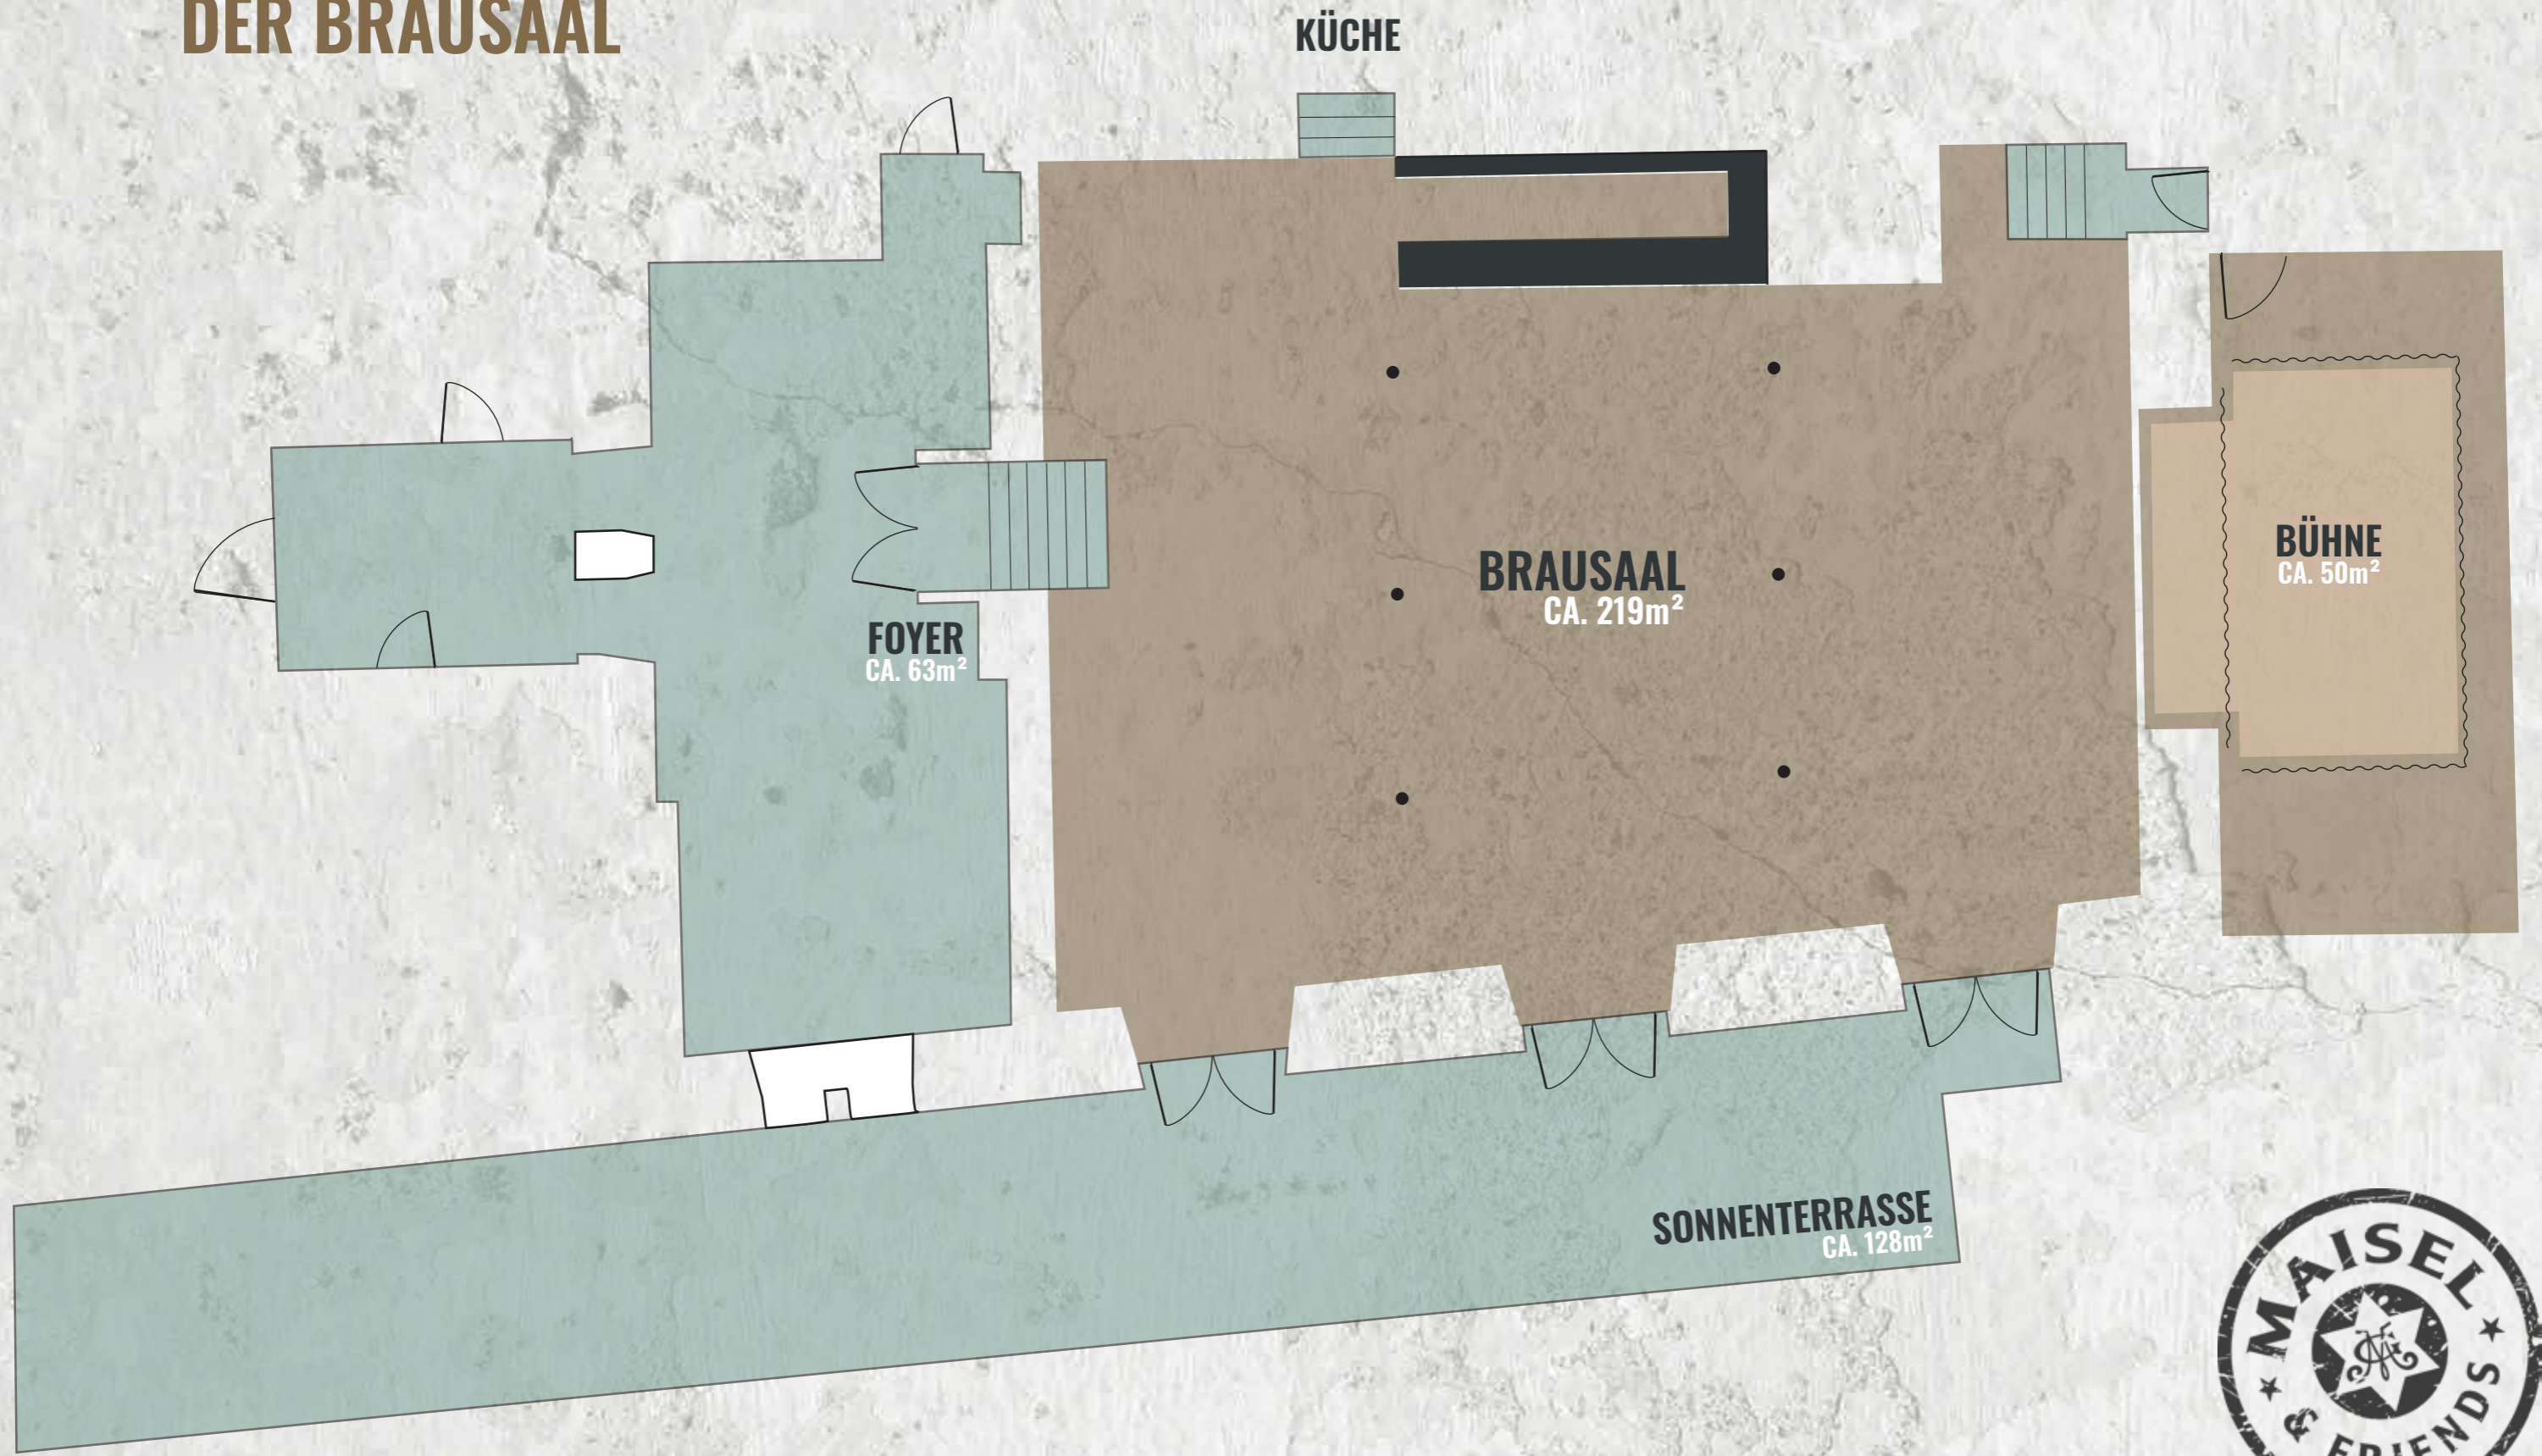 DER BRAUSAAL
KÜCHE
BÜHNE
CA. 50m²
BRAUSAAL
CA. 219m²
FOYER
CA. 63m²
SONNENTERRASSE
CA. 128m²
MAISEL
& FRIENDS